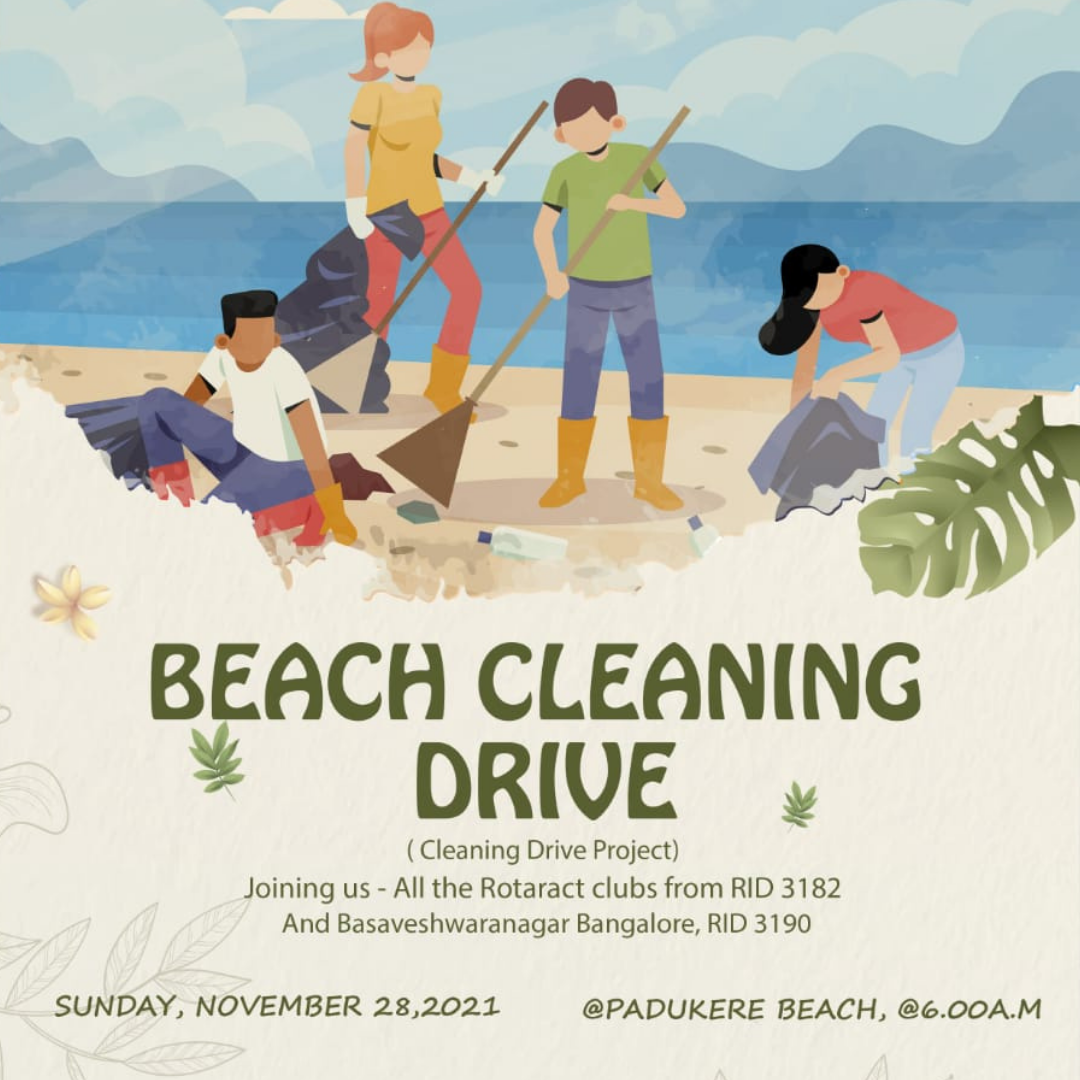 BEACH CLEANING
DRIVE
( Cleaning Drive Project)
Joining us - All the Rotaract clubs from RID 3182
And Basaveshwaranagar Bangalore, RID 3190
SUNDAY, NOVEMBER 28,2021
@PADUKERE BEACH, @6.00A.M